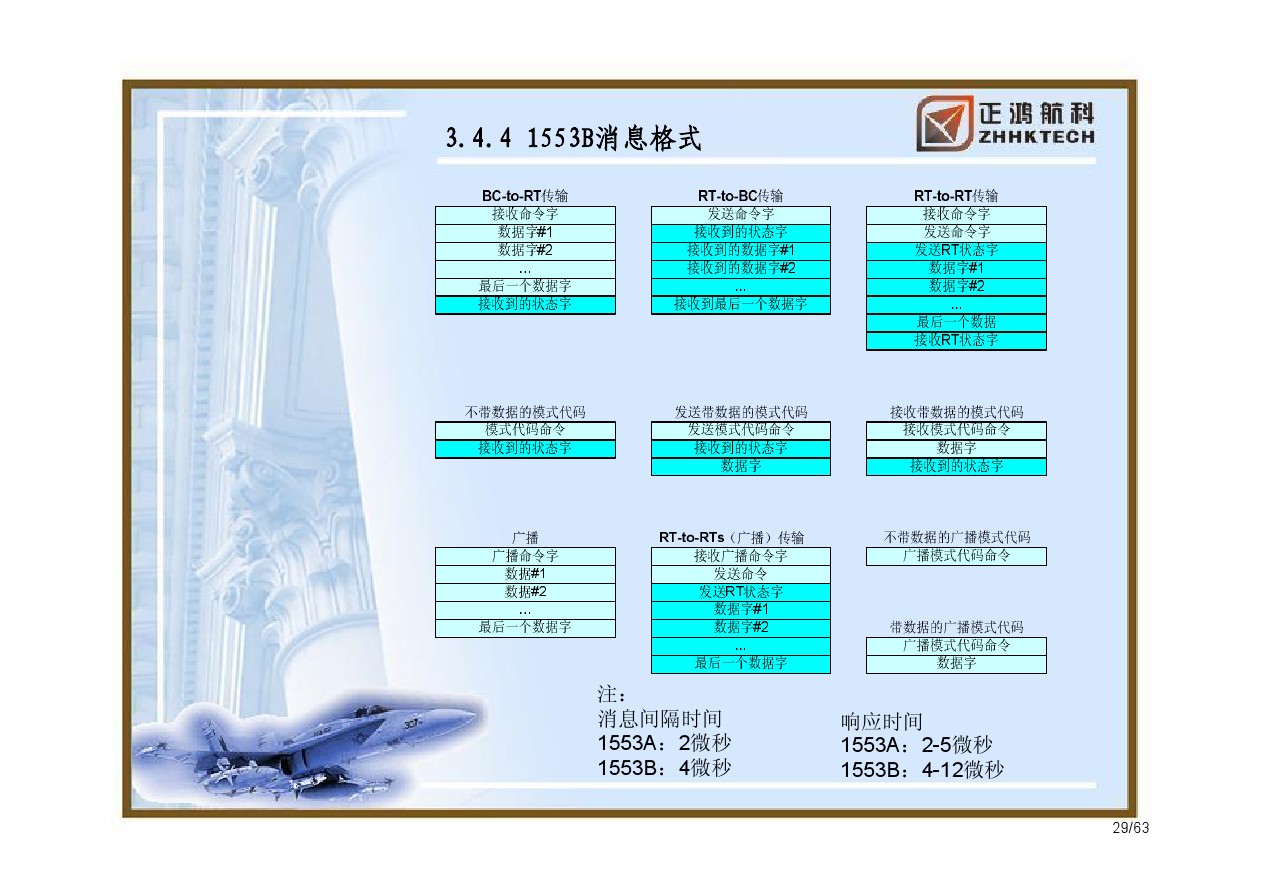 正鸿航科
ZHHKTECH
3.4.4 1553B消息格式
BC-to-RT传输
接收命令字
数据字#1
数据字#2
...
最后一个数据字
接收到的状态字
RT-to-BC传输
发送命令字
接收到的状态字
接收到的数据字#1
接收到的数据字#2
...
接收到最后一个数据字
RT-to-RT传输
接收命令字
发送命令字
发送RT状态字
数据字#1
数据字#2
...
最后一个数据
接收RT状态字
不带数据的模式代码
模式代码命令
接收到的状态字
发送带数据的模式代码
发送模式代码命令
接收到的状态字
数据字
接收带数据的模式代码
接收模式代码命令
数据字
接收到的状态字
广播
广播命令字
数据#1
数据#2
...
最后一个数据字
RT-to-RTs（广播）传输
接收广播命令字
发送命令
发送RT状态字
数据字#1
数据字#2
...
最后一个数据字
不带数据的广播模式代码
广播模式代码命令
带数据的广播模式代码
广播模式代码命令
数据字
注：
消息间隔时间
1553A：2微秒
1553B：4微秒
响应时间
1553A：2-5微秒
1553B：4-12微秒
307
29/63